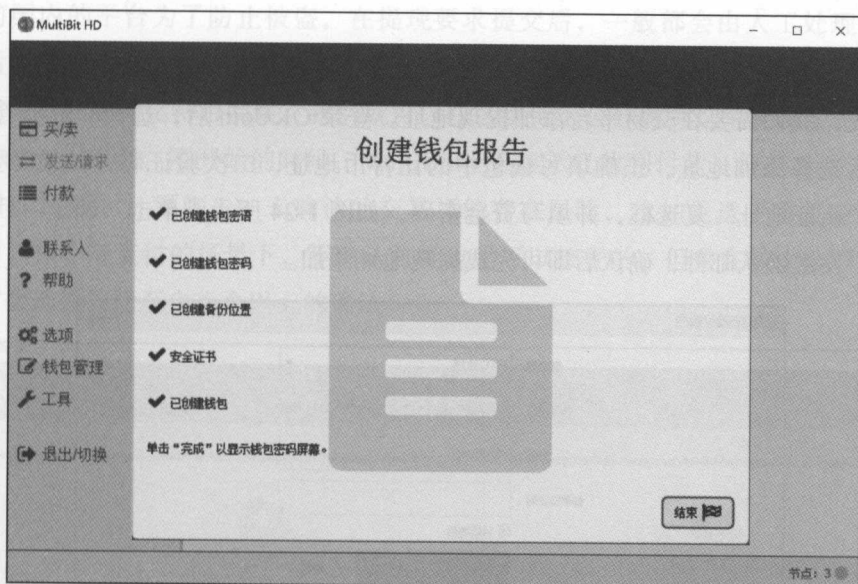 MultiBit HD
买/卖
发送/请求
付款
联系人
帮助
选项
钱包管理
工具
退出/切换
创建钱包报告
已创建钱包密语
已创建钱包密码
已创建备份位置
安全证书
已创建钱包
单击“完成”以显示钱包密码屏幕。
结束
节点：3